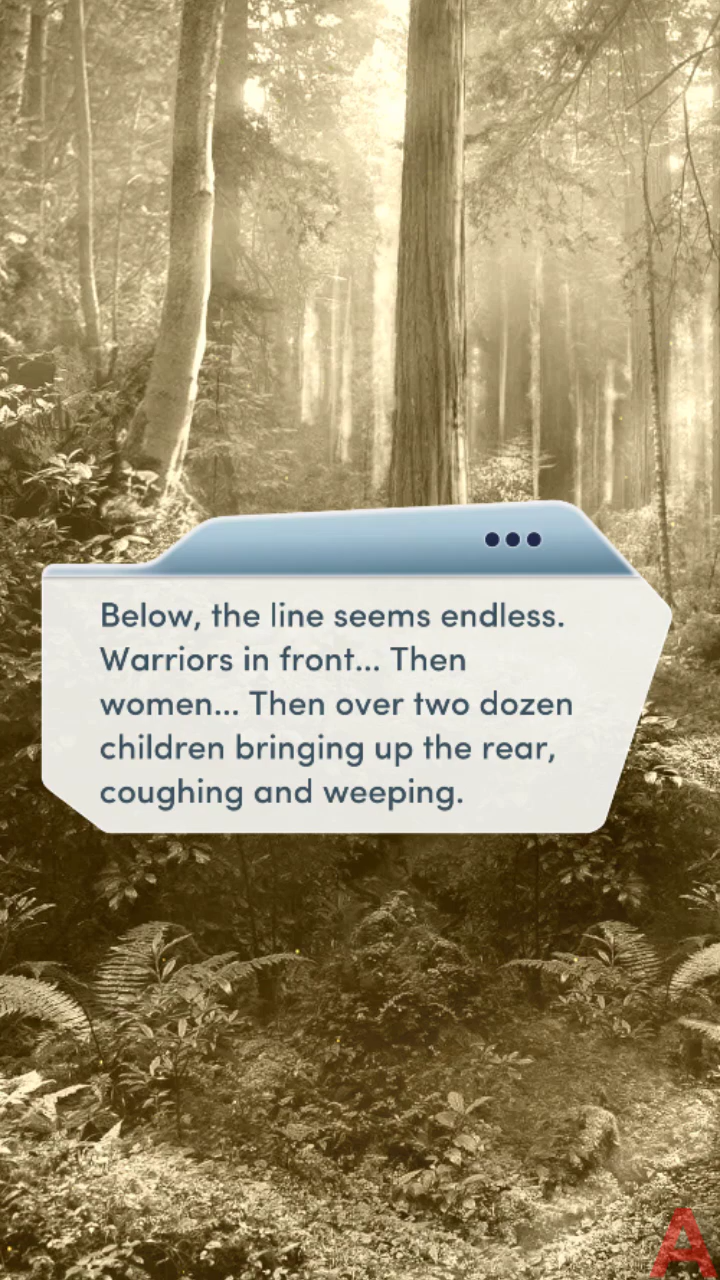 Below, the line seems endless.
Warriors in front... Then
women... Then over two dozen
children bringing up the rear,
coughing and weeping.
A